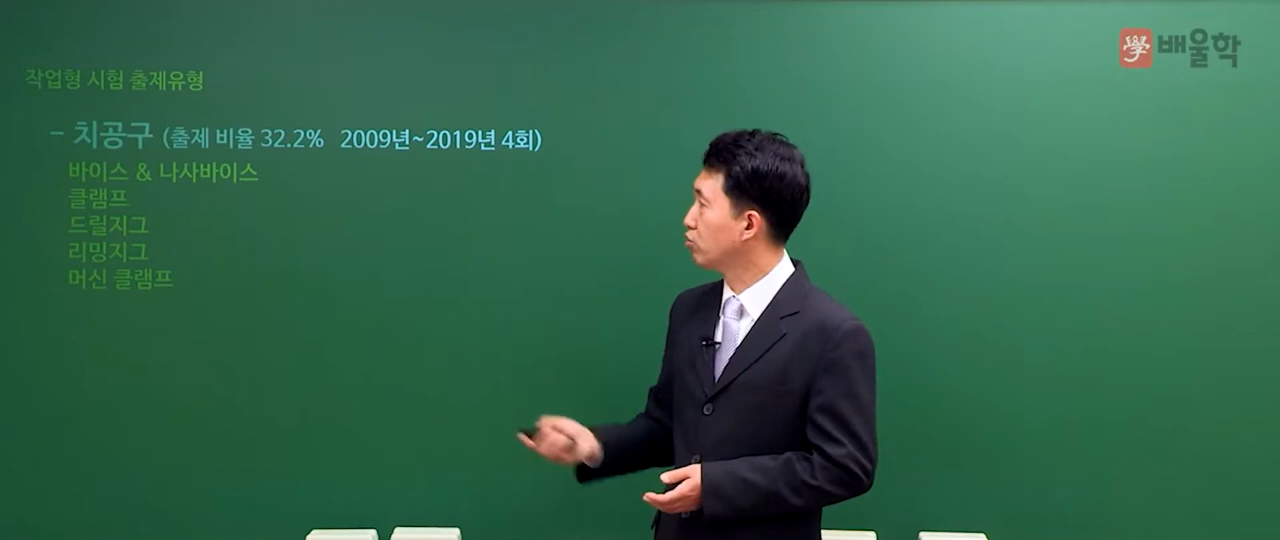 學 배울학
작업형 시험 출제유형
- 치공구 (출제 비율 32.2% 2009년~2019년 4회)
바이스 & 나사바이스
클램프
드릴지그
리밍지그
머신 클램프